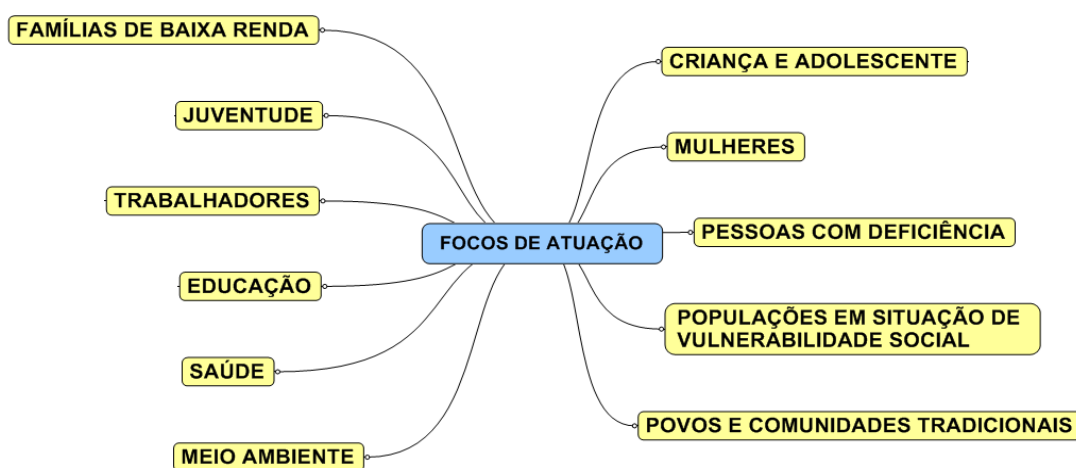 FAMÍLIAS DE BAIXA RENDA
JUVENTUDE
TRABALHADORES
EDUCAÇÃO
SAÚDE
MEIO AMBIENTE
FOCOS DE ATUAÇÃO
CRIANÇA E ADOLESCENTE
MULHERES
PESSOAS COM DEFICIÊNCIA
POPULAÇÕES EM SITUAÇÃO DE
VULNERABILIDADE SOCIAL
POVOS E COMUNIDADES TRADICIONAIS